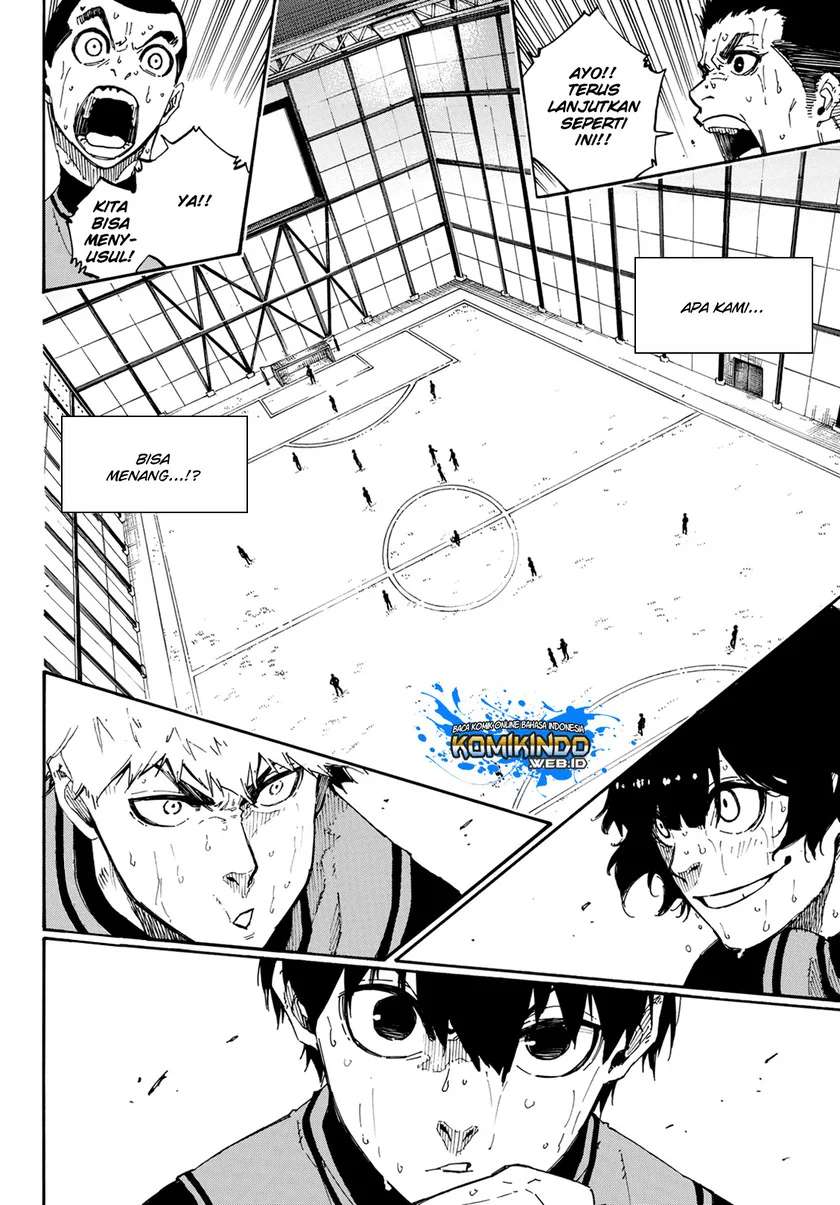 AYO!!
TERUS
LANJUTKAN
SEPERTI
INI!!
YA!!
KITA
BISA
MENY-
USUL!
APA KAMI...
BISA
MENANG...!?
BACA KOMIK ONLINE BAHASA INDONESIA
KOMIKINDO
WEB.ID